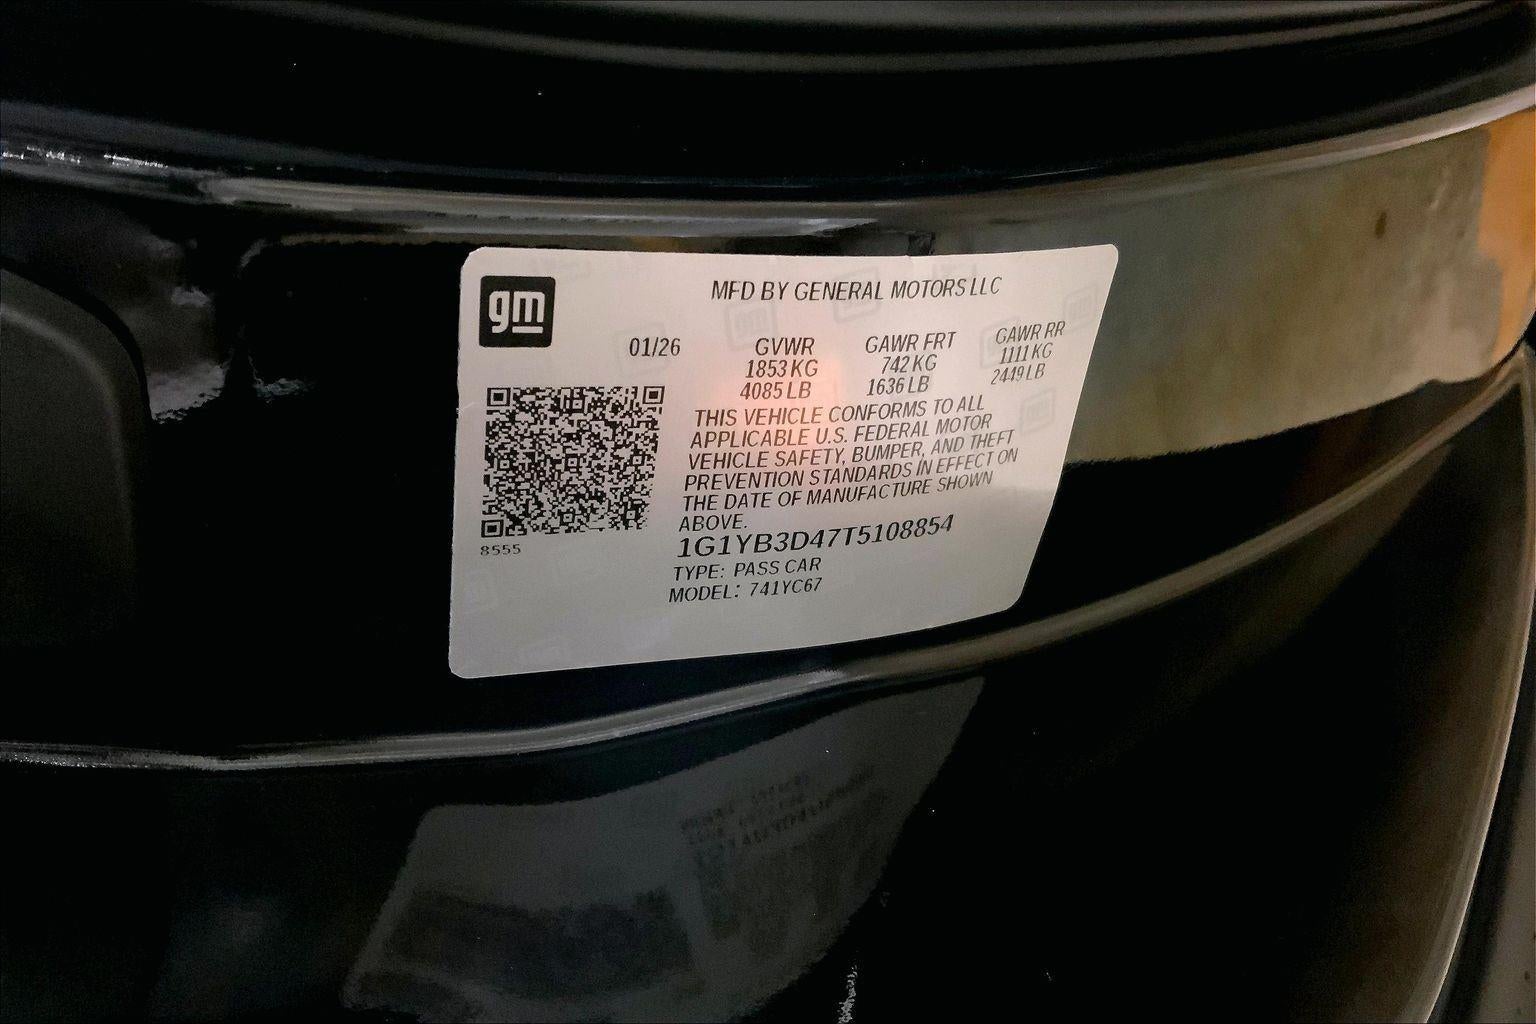 gm
MFD BY GENERAL MOTORS LLC
01/26 GVWR GAWR FRT GAWR RR
1853 KG 742 KG 1111 KG
4085 LB 1636 LB 2449 LB
THIS VEHICLE CONFORMS TO ALL
APPLICABLE U.S. FEDERAL MOTOR
VEHICLE SAFETY, BUMPER, AND THEFT
PREVENTION STANDARDS IN EFFECT ON
THE DATE OF MANUFACTURE SHOWN
ABOVE.
8555
1G1YB3D47T5108854
TYPE: PASS CAR
MODEL: 741YC67